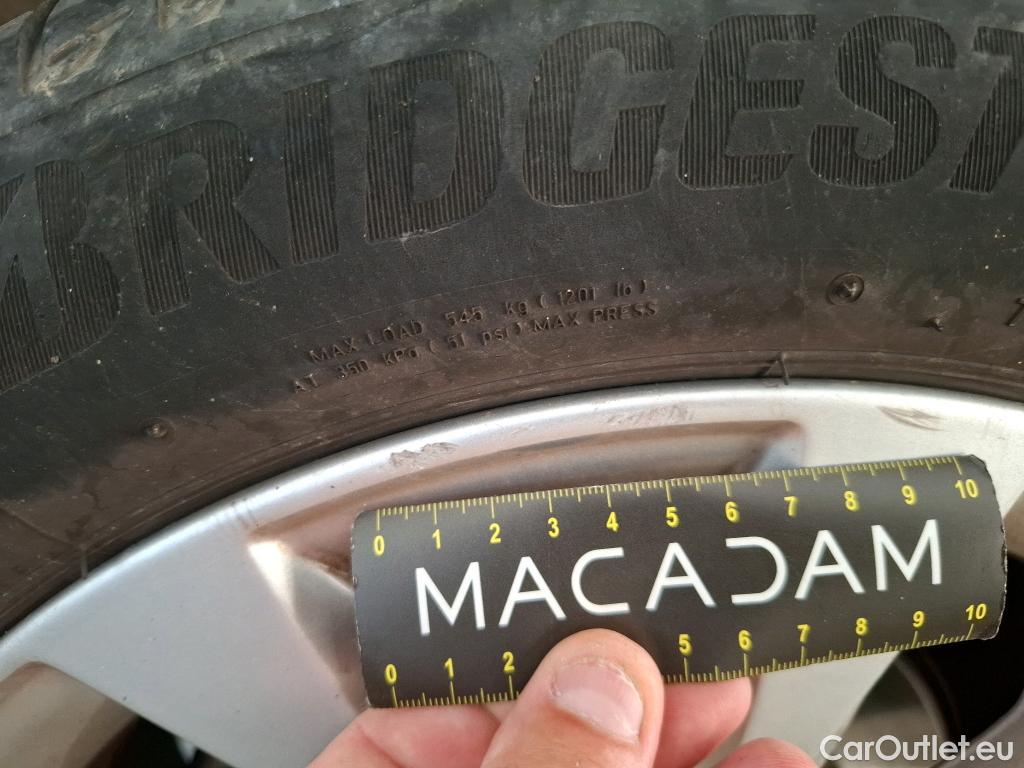 BRIDGEST
MAX LOAD 545 kg ( 1201 lb )
AT 350 kPa ( 51 psi ) MAX PRESS
0 1 2 3 4 5 6 7 8 9 10
MACADAM
0 1 2 5 6 7 8 9 10
CarOutlet.eu